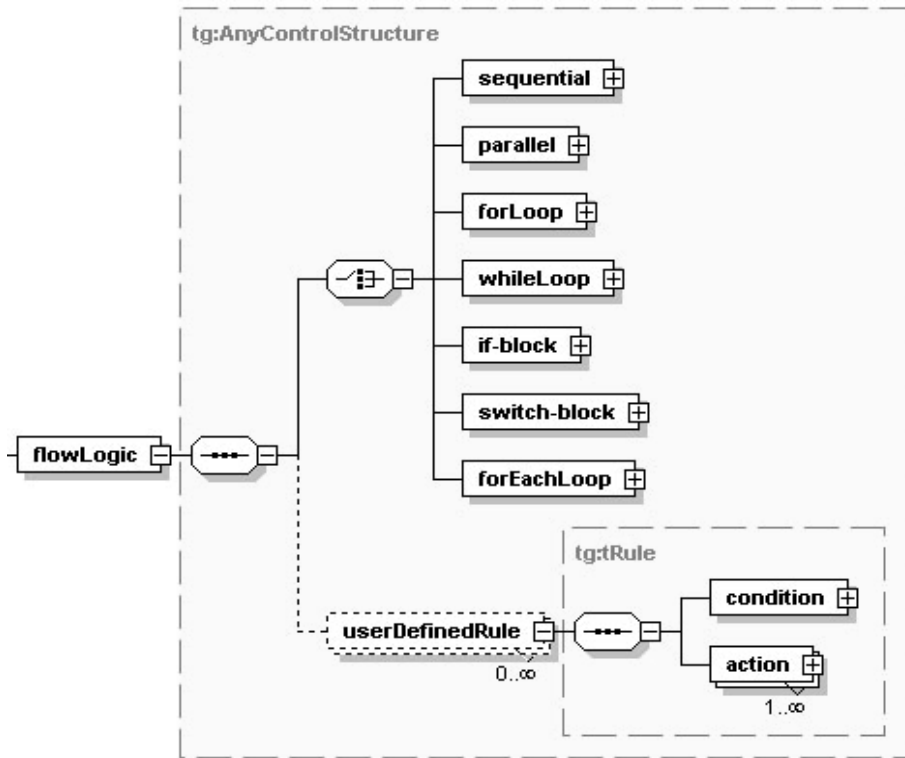 tg:AnyControlStructure
sequential
parallel
forLoop
whileLoop
if-block
switch-block
flowLogic
forEachLoop
tg:tRule
condition
userDefinedRule
0..∞
action
1..∞